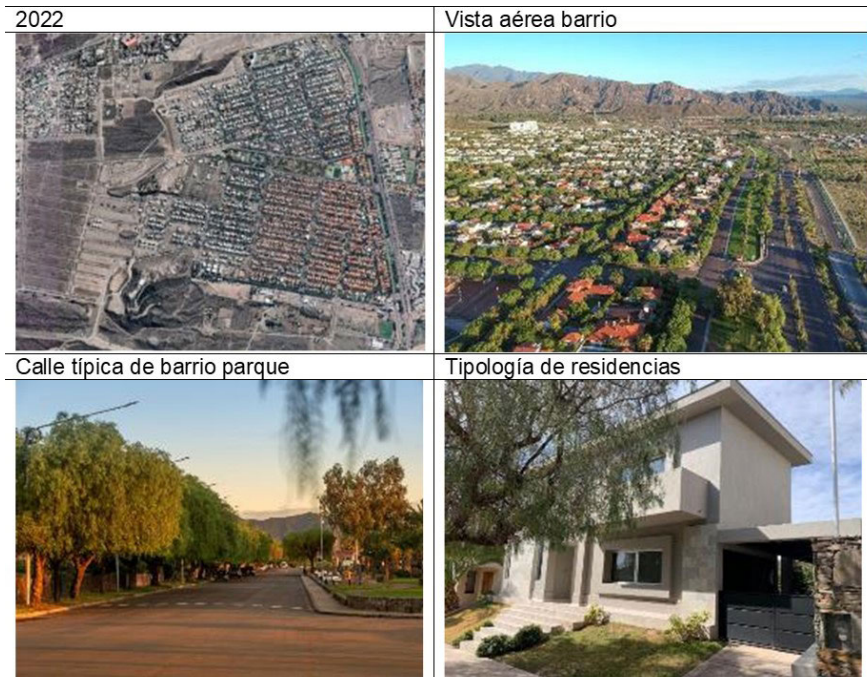 2022
Vista aérea barrio
Calle típica de barrio parque
Tipología de residencias